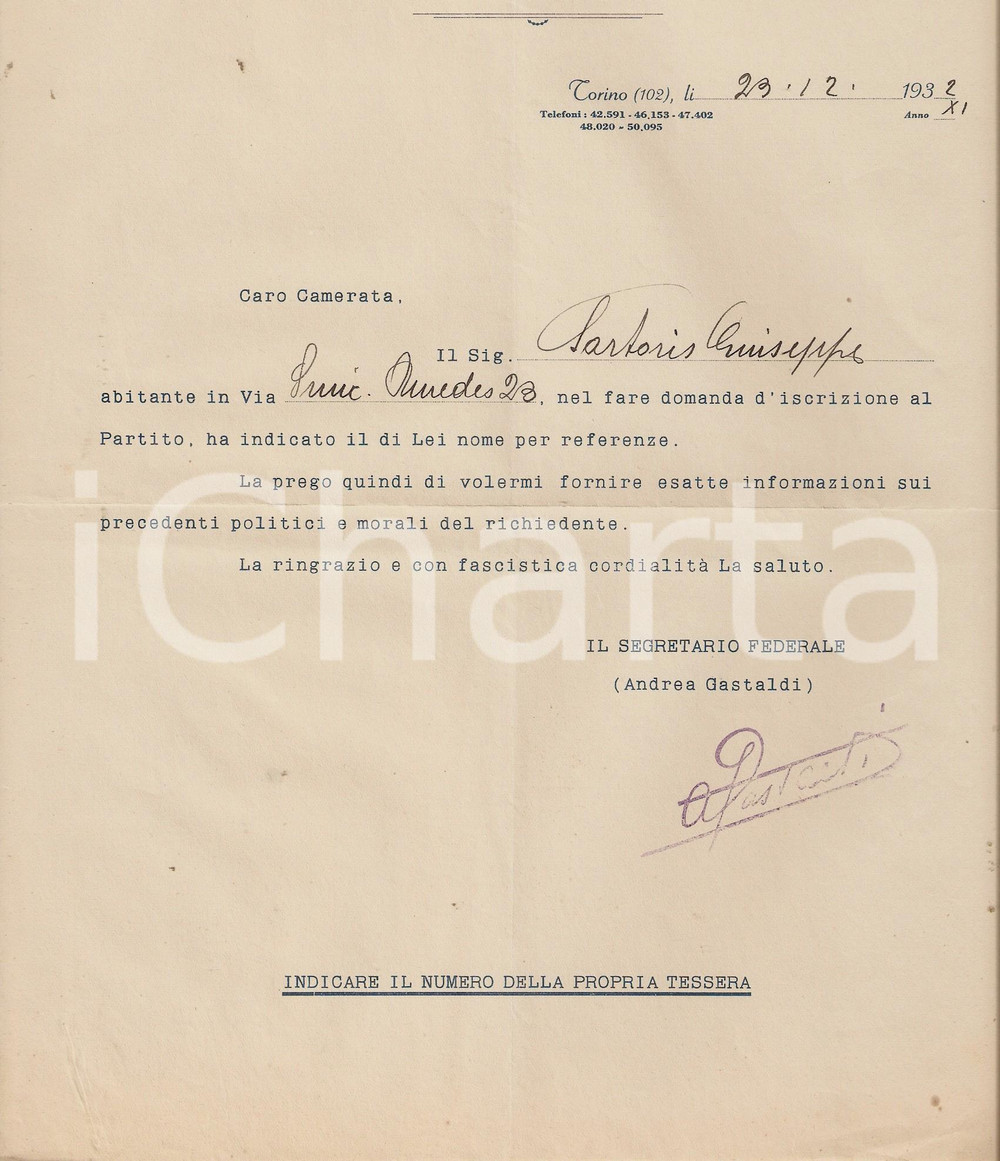 Torino (102), li 23.12. 1932
Telefoni: 42.591 - 46.153 - 47.402 Anno XI
48.020 - 50.095
Caro Camerata,
Il Sig. Sartoris Giuseppe
abitante in Via Princ. Amedeo 23, nel fare domanda d'iscrizione al
Partito, ha indicato il di Lei nome per referenze.
La prego quindi di volermi fornire esatte informazioni sui
precedenti politici e morali del richiedente.
La ringrazio e con fascistica cordialità La saluto.
iCharta
IL SEGRETARIO FEDERALE
(Andrea Gastaldi)
AGastaldi
INDICARE IL NUMERO DELLA PROPRIA TESSERA